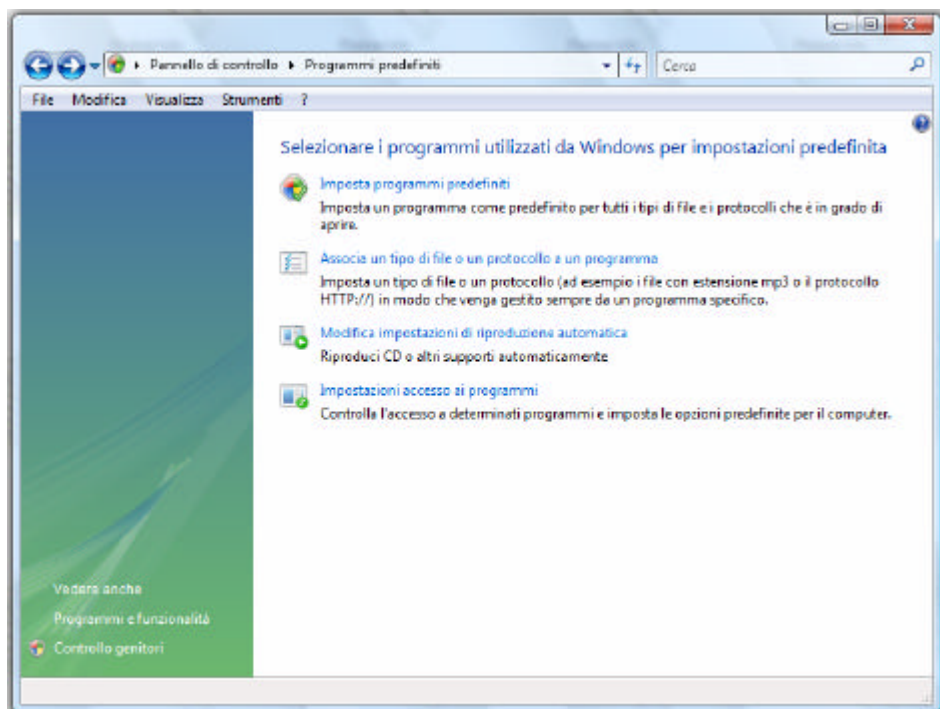 Pannello di controllo Programmi predefiniti
Cerca
File Modifica Visualizza Strumenti ?
Selezionare i programmi utilizzati da Windows per impostazioni predefinita
Imposta programmi predefiniti
Imposta un programma come predefinito per tutti i tipi di file e i protocolli che è in grado di
aprire.
Associa un tipo di file o un protocollo a un programma
Imposta un tipo di file o un protocollo (ad esempio i file con estensione mp3 o il protocollo
HTTP://) in modo che venga gestito sempre da un programma specifico.
Modifica impostazioni di riproduzione automatica
Riproduci CD o altri supporti automaticamente
Impostazioni accesso ai programmi
Controlla l'accesso a determinati programmi e imposta le opzioni predefinite per il computer.
Vedere anche
Programmi e funzionalità
Controllo genitori